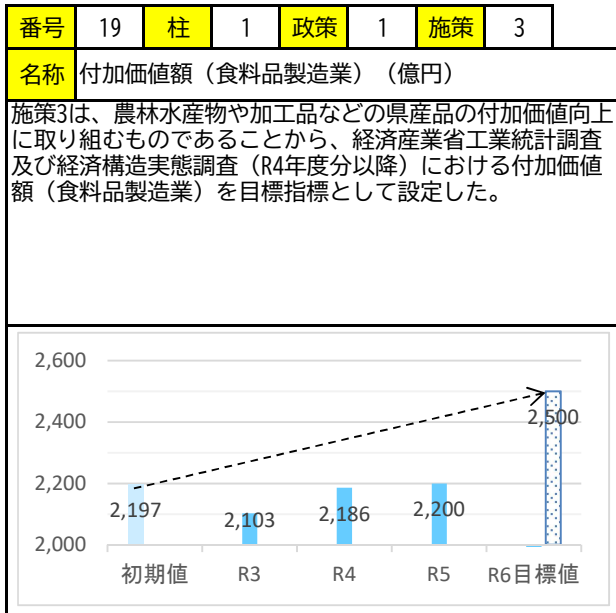 番号 19 柱 1 政策 1 施策 3
名称 付加価値額（食料品製造業）（億円）
施策3は、農林水産物や加工品などの県産品の付加価値向上
に取り組むものであることから、経済産業省工業統計調査
及び経済構造実態調査（R4年度分以降）における付加価値
額（食料品製造業）を目標指標として設定した。
2,600
2,400
2,200
2,000
2,197
2,103
2,186
2,200
2,500
初期値 R3 R4 R5 R6目標値